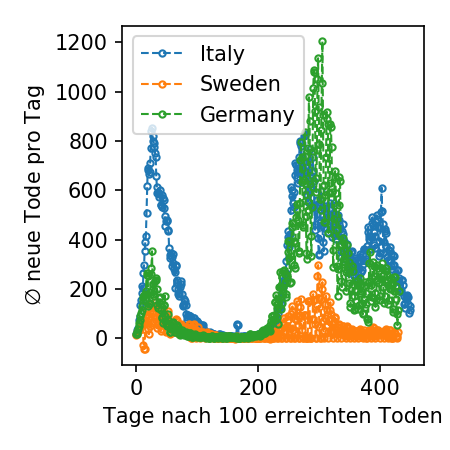 Italy
Sweden
Germany
∅ neue Tode pro Tag
1200
1000
800
600
400
200
0
0 200 400
Tage nach 100 erreichten Toden